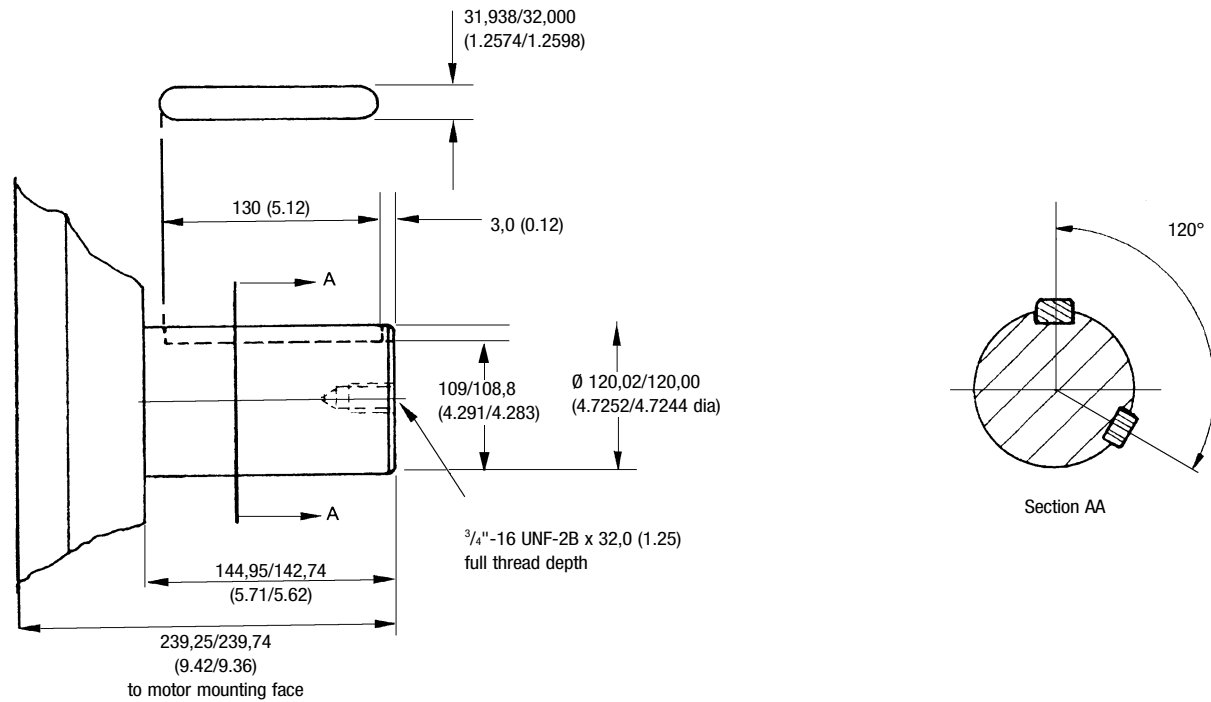 31,938/32,000
(1.2574/1.2598)
130 (5.12)
3,0 (0.12)
120°
A
109/108,8
(4.291/4.283)
Ø 120,02/120,00
(4.7252/4.7244 dia)
A
Section AA
3/4"-16 UNF-2B x 32,0 (1.25)
full thread depth
144,95/142,74
(5.71/5.62)
239,25/239,74
(9.42/9.36)
to motor mounting face